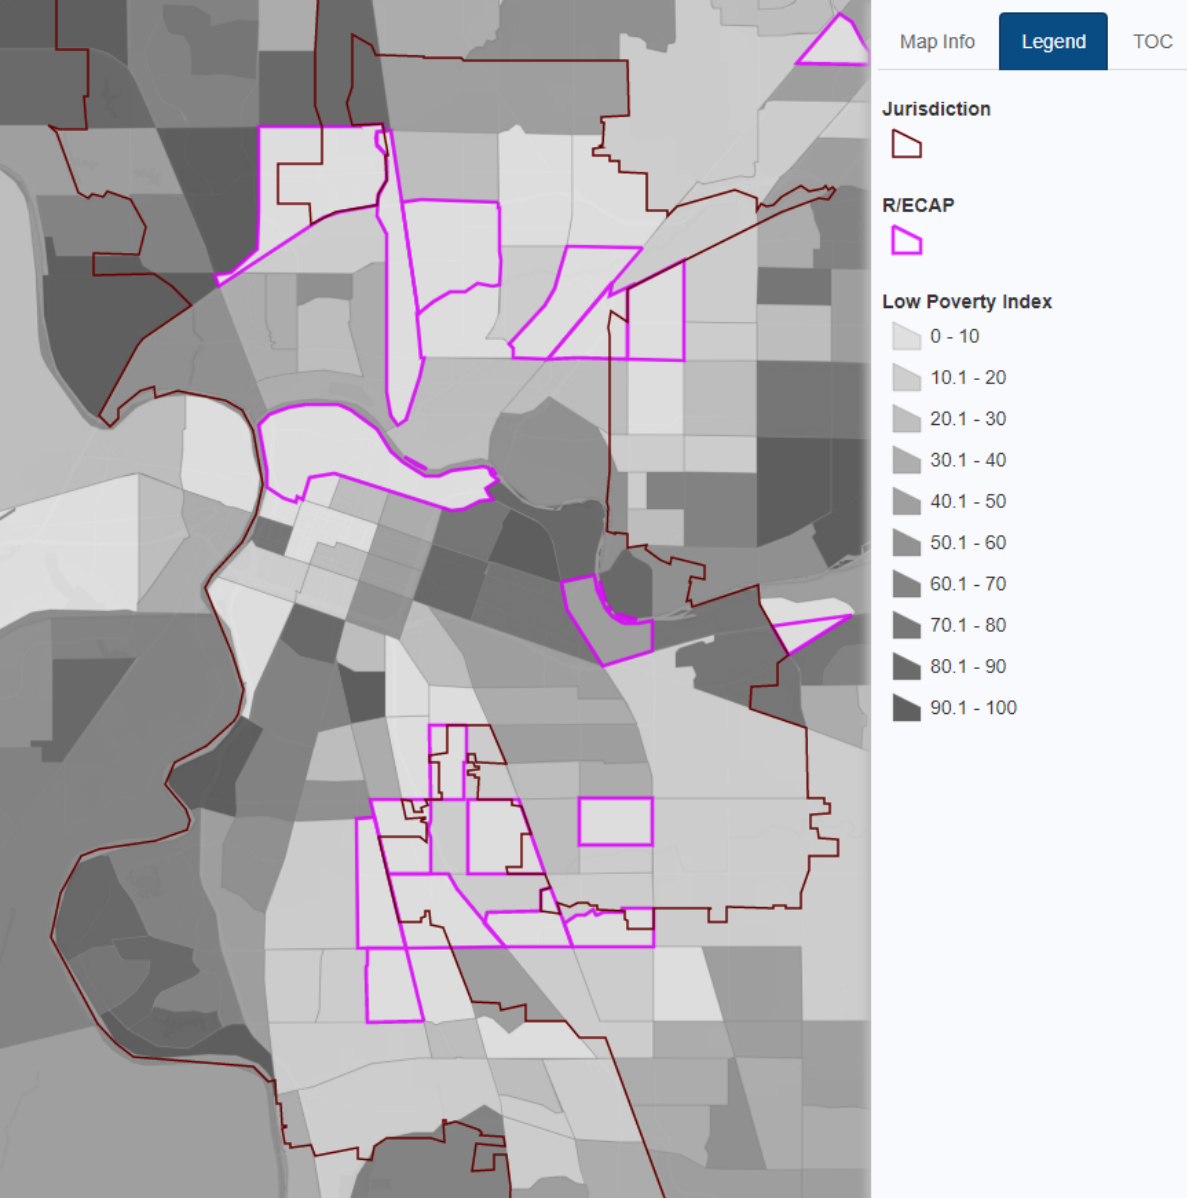 Map Info Legend TOC
Jurisdiction
R/ECAP
Low Poverty Index
0 - 10
10.1 - 20
20.1 - 30
30.1 - 40
40.1 - 50
50.1 - 60
60.1 - 70
70.1 - 80
80.1 - 90
90.1 - 100